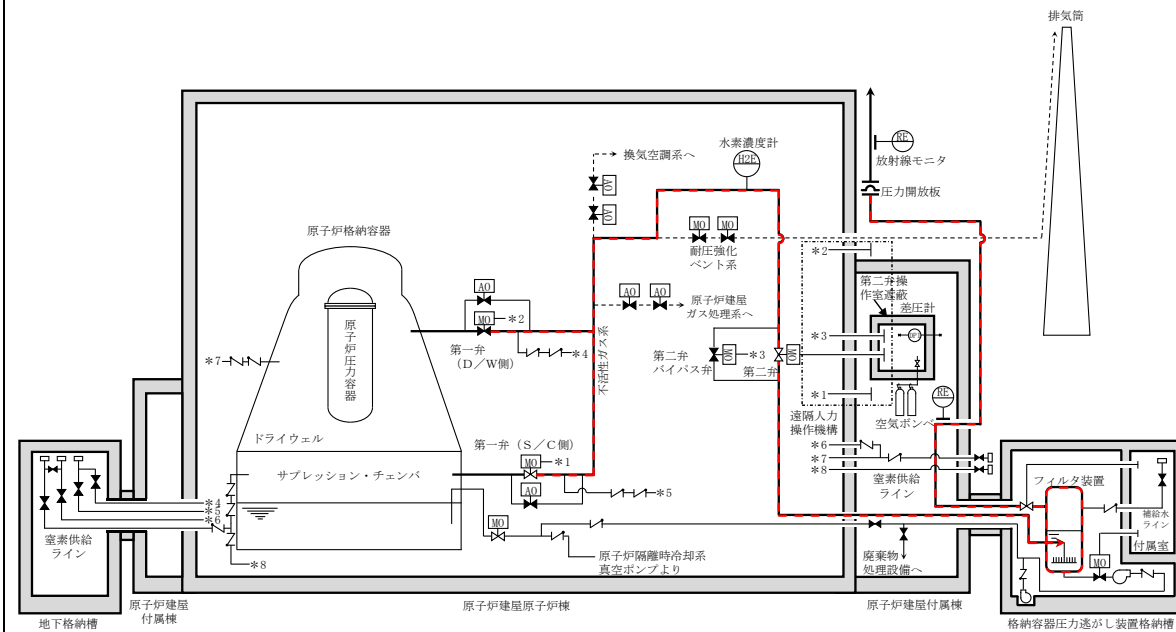 排気筒
水素濃度計
H2E
RE
放射線モニタ
換気空調系へ
AO
AO
圧力開放板
原子炉格納容器
MO
MO
耐圧強化
ベント系
*2
第二弁操
作室遮蔽
差圧計
AO
AO
AO
原子炉建屋
ガス処理系へ
MO
*2
原子炉圧力容器
不活性ガス系
*3
*7
第一弁
(D/W側)
*4
第二弁
バイパス弁
MO
*3
第二弁
MO
*1
RE
遠隔人力
操作機構
空気ボンベ
ドライウェル
第一弁(S/C側)
MO
*1
*6
*7
*8
サプレッション・チェンバ
AO
*5
窒素供給
ライン
フィルタ装置
*4
*5
*6
補給水
ライン
MO
窒素供給
ライン
*8
原子炉隔離時冷却系
真空ポンプより
廃棄物
処理設備へ
付属室
MO
原子炉建屋
付属棟
原子炉建屋原子炉棟
原子炉建屋付属棟
地下格納槽
格納容器圧力逃がし装置格納槽